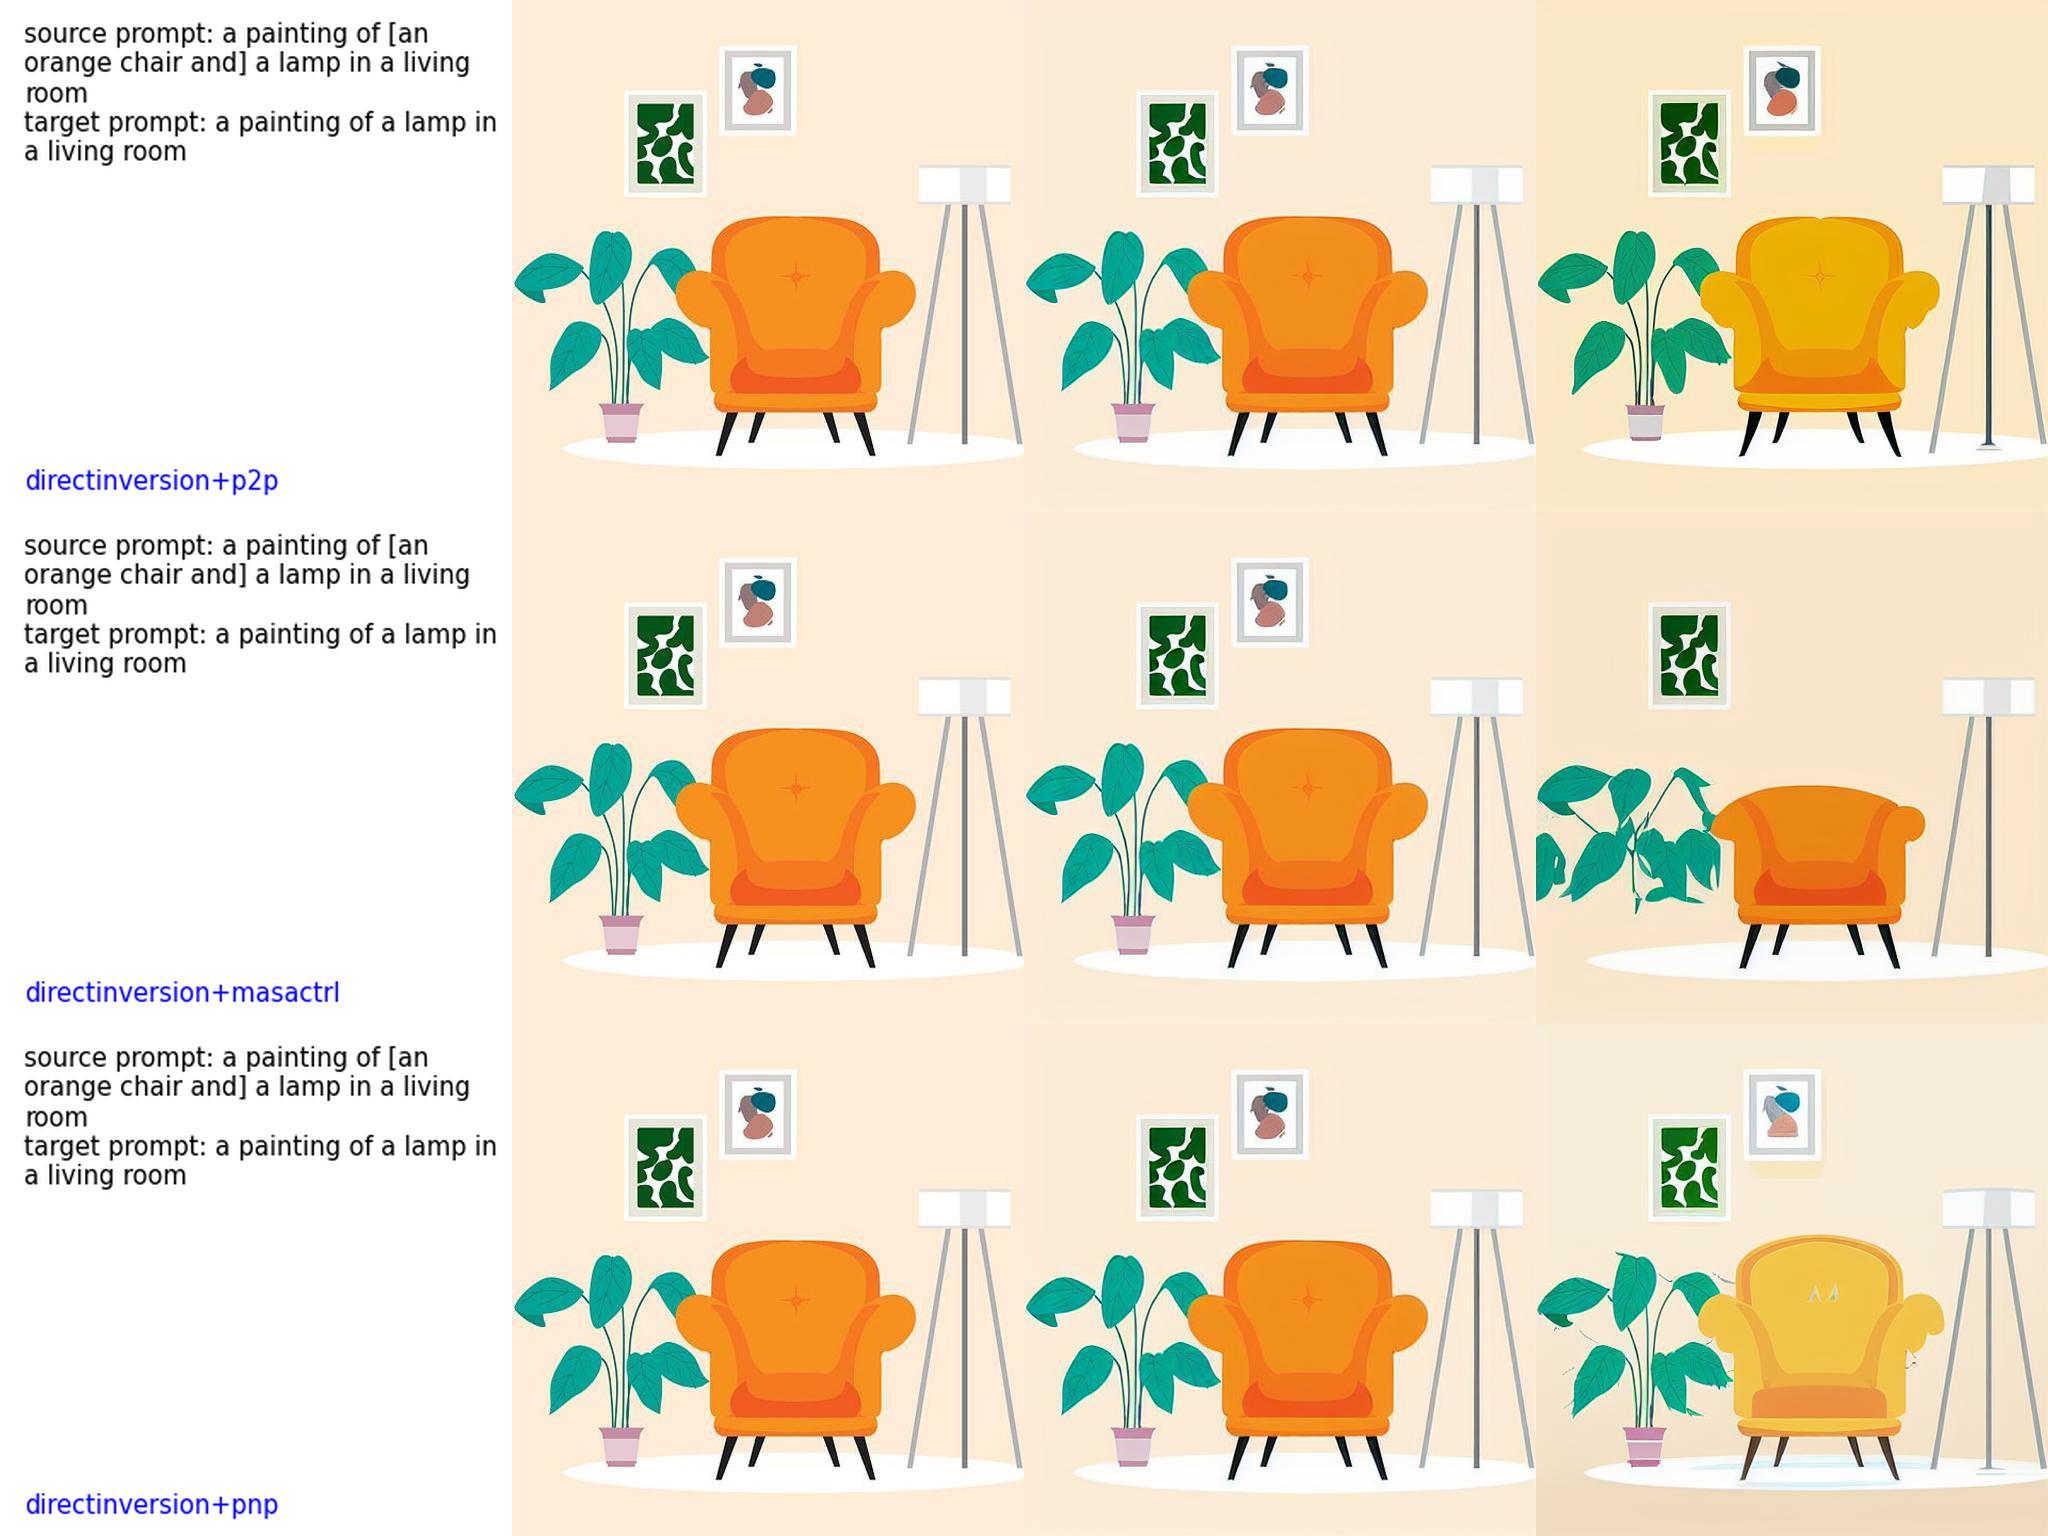 source prompt: a painting of [an
orange chair and] a lamp in a living
room
target prompt: a painting of a lamp in
a living room
directinversion+p2p
source prompt: a painting of [an
orange chair and] a lamp in a living
room
target prompt: a painting of a lamp in
a living room
directinversion+masactrl
source prompt: a painting of [an
orange chair and] a lamp in a living
room
target prompt: a painting of a lamp in
a living room
directinversion+pnp